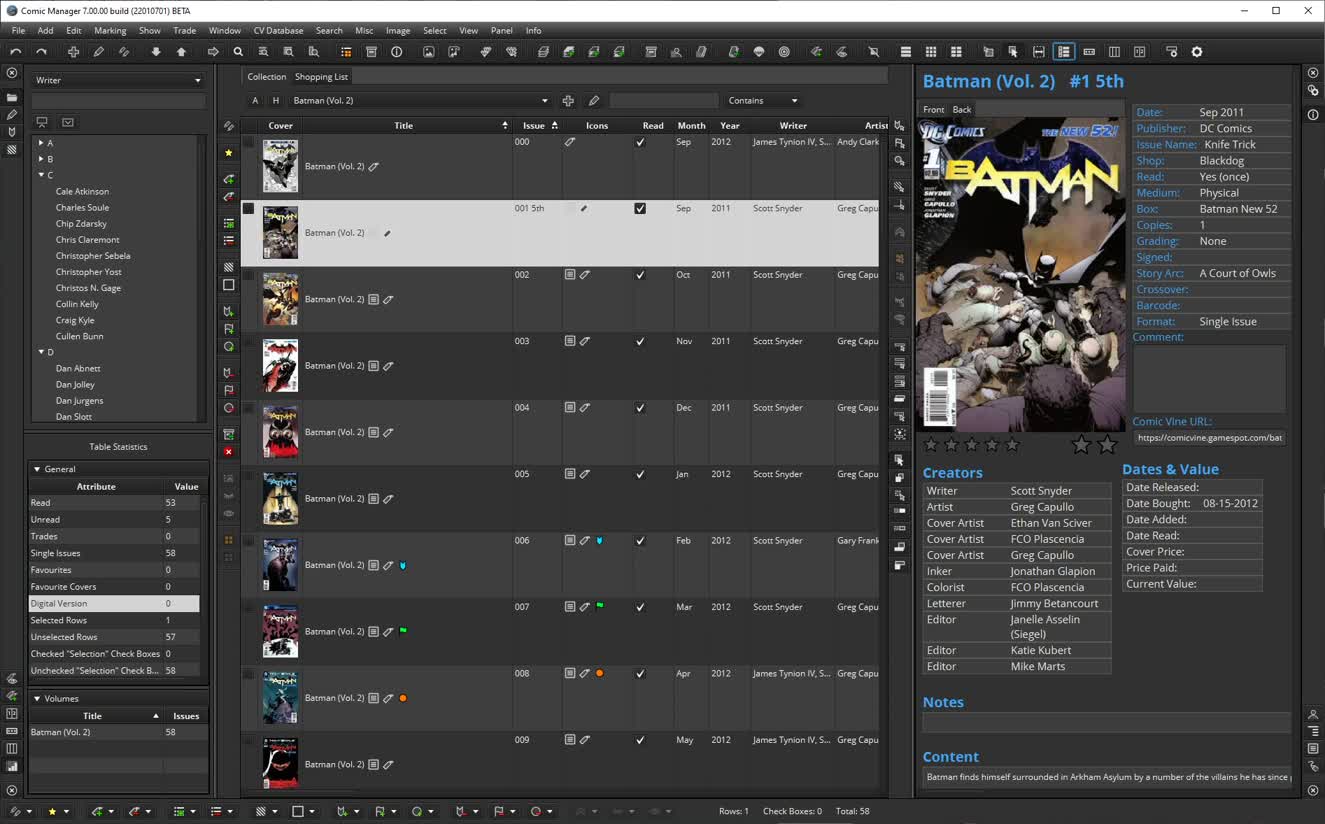 Comic Manager 7.00.00 build (22010701) BETA
File Add Edit Marking Show Trade Window CV Database Search Misc Image Select View Panel Info
Writer
A
B
C
Cale Atkinson
Charles Soule
Chip Zdarsky
Chris Claremont
Christopher Sebela
Christopher Yost
Christos N. Gage
Collin Kelly
Craig Kyle
Cullen Bunn
D
Dan Abnett
Dan Jolley
Dan Jurgens
Dan Slott
Table Statistics
General
Attribute Value
Read 53
Unread 5
Trades 0
Single Issues 58
Favourites 0
Favourite Covers 0
Digital Version 0
Selected Rows 1
Unselected Rows 57
Checked "Selection" Check Boxes 0
Unchecked "Selection" Check B... 58
Volumes
Title Issues
Batman (Vol. 2) 58
Collection Shopping List
A H Batman (Vol. 2) Contains
Cover Title Issue Icons Read Month Year Writer Artist
Batman (Vol. 2) 000 Sep 2012 James Tynion IV, S... Andy Clark
Batman (Vol. 2) 001 5th Sep 2011 Scott Snyder Greg Capu
Batman (Vol. 2) 002 Oct 2011 Scott Snyder Greg Capu
Batman (Vol. 2) 003 Nov 2011 Scott Snyder Greg Capu
Batman (Vol. 2) 004 Dec 2011 Scott Snyder Greg Capu
Batman (Vol. 2) 005 Jan 2012 Scott Snyder Greg Capu
Batman (Vol. 2) 006 Feb 2012 Scott Snyder Gary Frank
Batman (Vol. 2) 007 Mar 2012 Scott Snyder Greg Capu
Batman (Vol. 2) 008 Apr 2012 James Tynion IV, S... Greg Capu
Batman (Vol. 2) 009 May 2012 James Tynion IV, S... Greg Capu
Rows: 1 Check Boxes: 0 Total: 58
Batman (Vol. 2) #1 5th
Front Back
DC COMICS THE NEW 52!
#1
BATMAN
SCOTT
SNYDER
GREG
CAPULLO
JONATHAN
GLAPION
Date: Sep 2011
Publisher: DC Comics
Issue Name: Knife Trick
Shop: Blackdog
Read: Yes (once)
Medium: Physical
Box: Batman New 52
Copies: 1
Grading: None
Signed:
Story Arc: A Court of Owls
Crossover:
Barcode:
Format: Single Issue
Comment:
Comic Vine URL:
https://comicvine.gamespot.com/bat
Creators
Writer Scott Snyder
Artist Greg Capullo
Cover Artist Ethan Van Sciver
Cover Artist FCO Plascencia
Cover Artist Greg Capullo
Inker Jonathan Glapion
Colorist FCO Plascencia
Letterer Jimmy Betancourt
Editor Janelle Asselin
(Siegel)
Editor Katie Kubert
Editor Mike Marts
Dates & Value
Date Released:
Date Bought: 08-15-2012
Date Added:
Date Read:
Cover Price:
Price Paid:
Current Value:
Notes
Content
Batman finds himself surrounded in Arkham Asylum by a number of the villains he has since